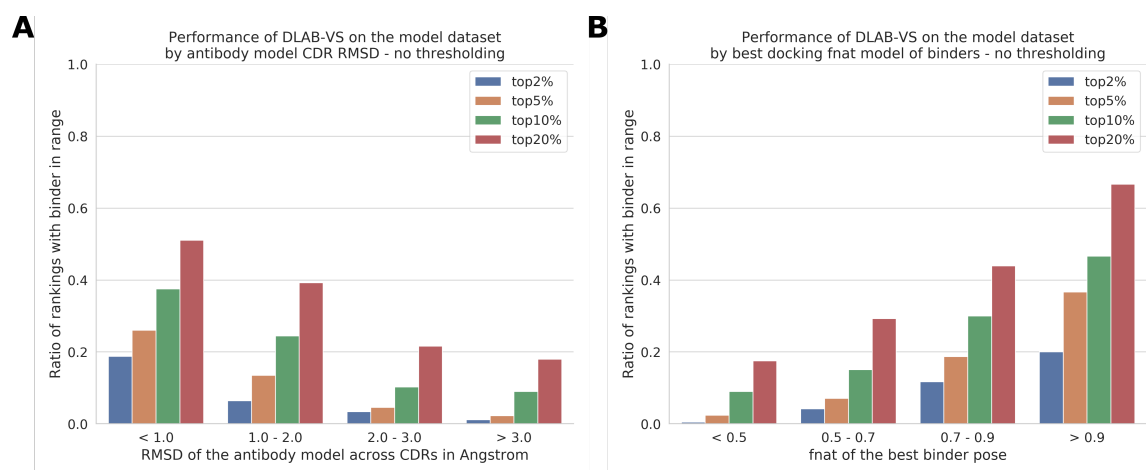 A
Performance of DLAB-VS on the model dataset
by antibody model CDR RMSD - no thresholding
1.0
0.8
0.6
0.4
0.2
0.0
Ratio of rankings with binder in range
top2%
top5%
top10%
top20%
< 1.0
1.0 - 2.0
2.0 - 3.0
> 3.0
RMSD of the antibody model across CDRs in Angstrom
B
Performance of DLAB-VS on the model dataset
by best docking fnat model of binders - no thresholding
1.0
0.8
0.6
0.4
0.2
0.0
Ratio of rankings with binder in range
top2%
top5%
top10%
top20%
< 0.5
0.5 - 0.7
0.7 - 0.9
> 0.9
fnat of the best binder pose